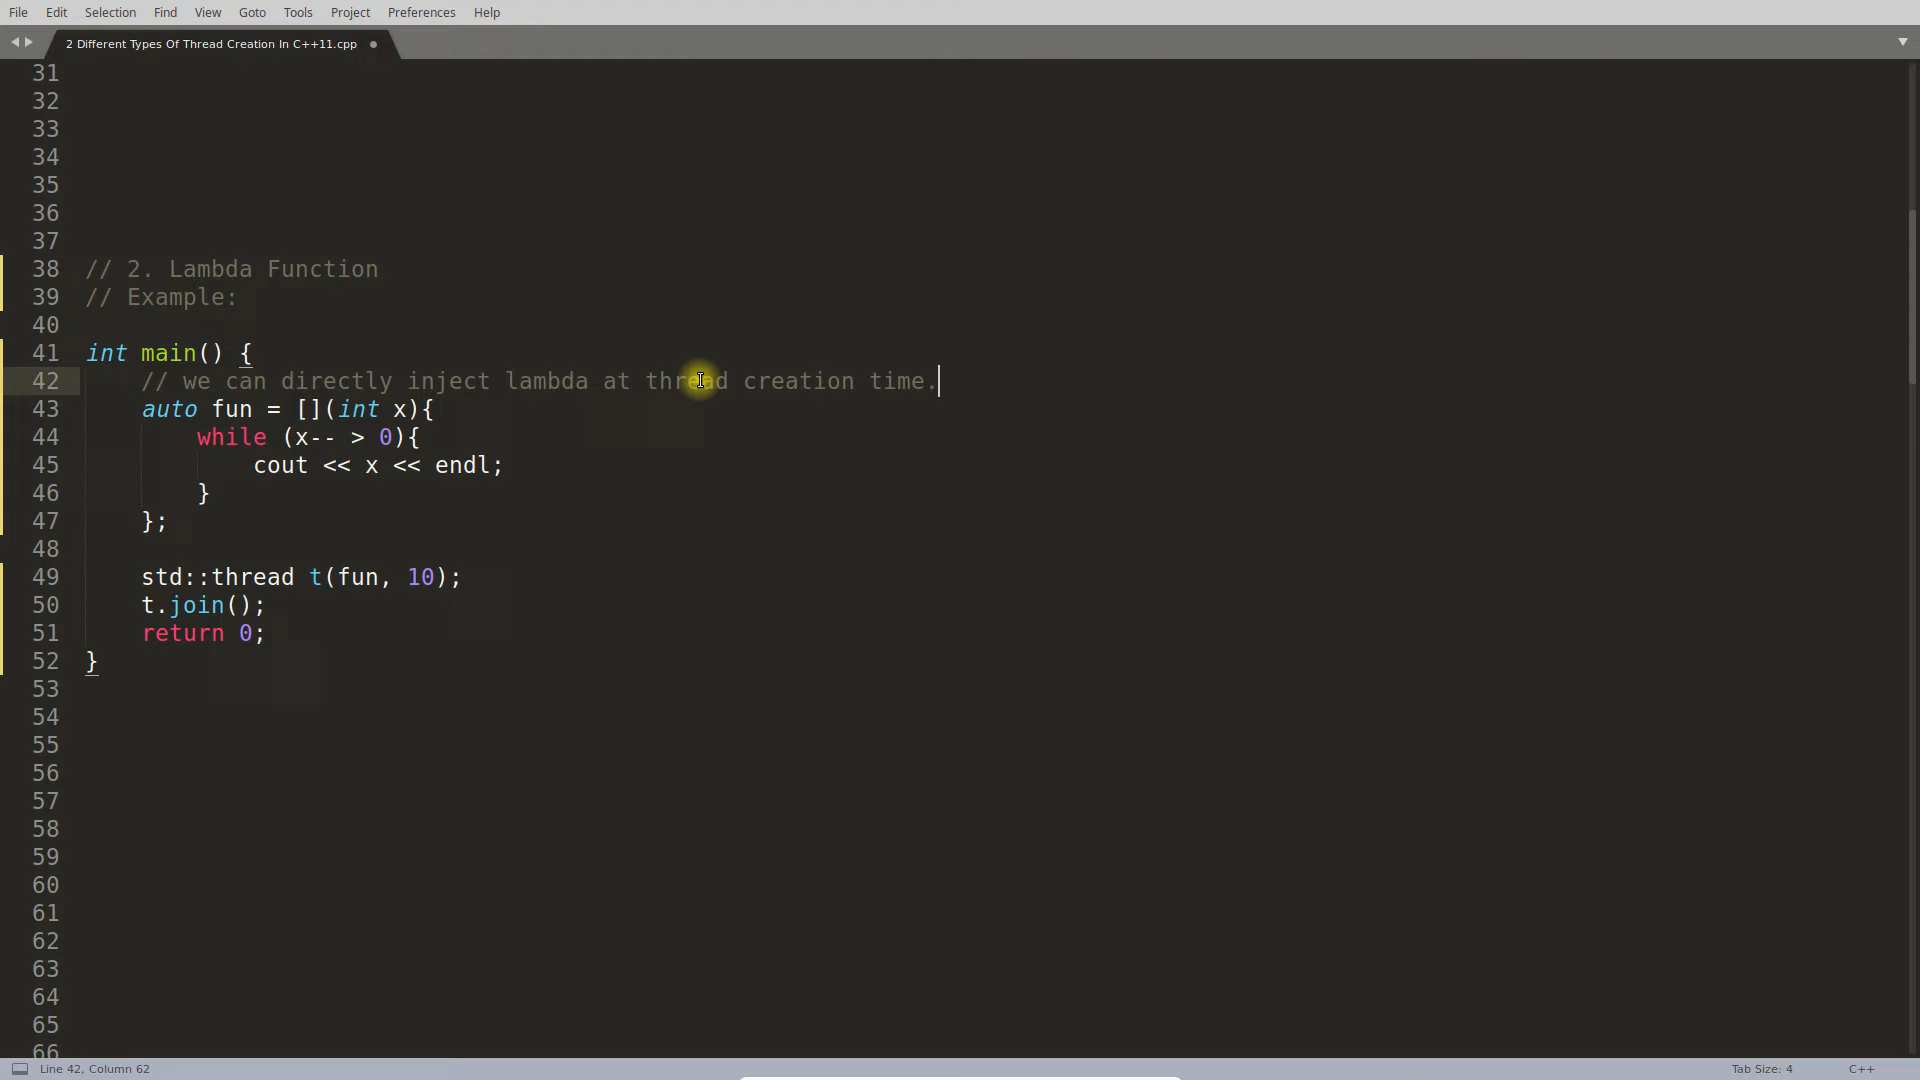 File Edit Selection Find View Goto Tools Project Preferences Help
2 Different Types Of Thread Creation In C++11.cpp
31
32
33
34
35
36
37
38 // 2. Lambda Function
39 // Example:
40
41 int main() {
42 // we can directly inject lambda at thread creation time.
43 auto fun = [](int x){
44 while (x-- > 0){
45 cout << x << endl;
46 }
47 };
48
49 std::thread t(fun, 10);
50 t.join();
51 return 0;
52 }
53
54
55
56
57
58
59
60
61
62
63
64
65
66
Line 42, Column 62 Tab Size: 4 C++